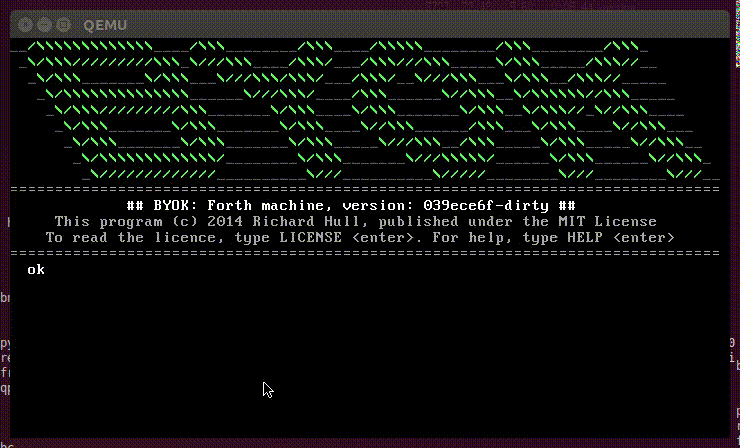 QEMU
BYOK
## BYOK: Forth machine, version: 039ece6f-dirty ##
This program (c) 2014 Richard Hull, published under the MIT License
To read the licence, type LICENSE <enter>. For help, type HELP <enter>
ok